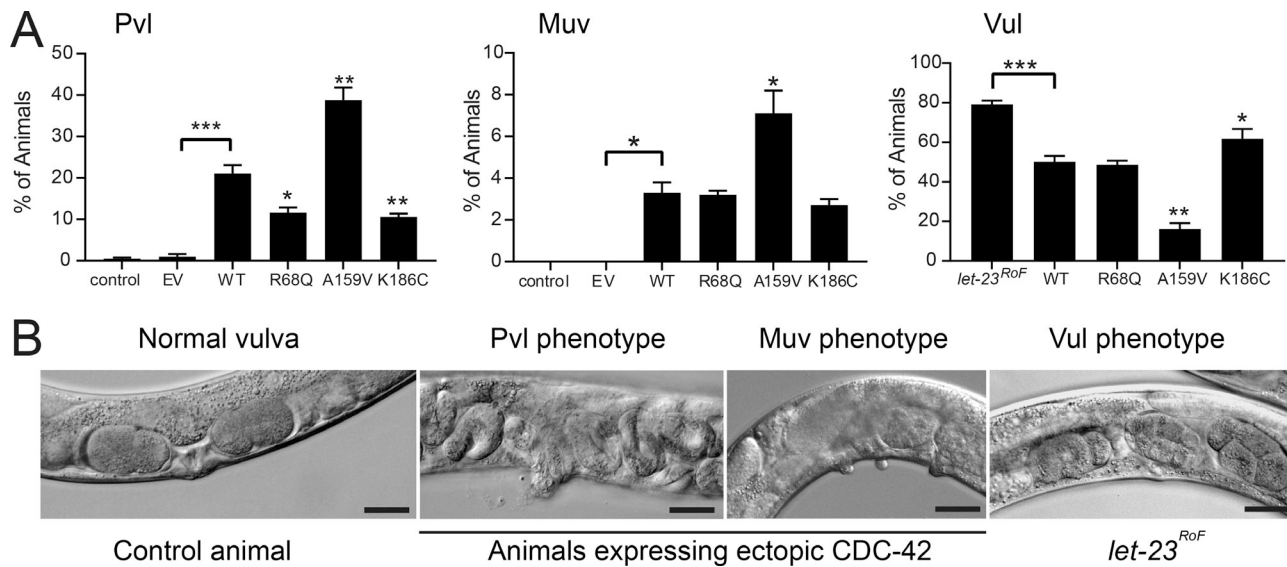 A
Pvl
Muv
Vul
% of Animals
50
40
30
20
10
0
***
*
**
**
control EV WT R68Q A159V K186C
% of Animals
10
8
6
4
2
0
*
*
control EV WT R68Q A159V K186C
% of Animals
100
80
60
40
20
0
***
**
*
let-23RoF WT R68Q A159V K186C
B
Normal vulva
Pvl phenotype
Muv phenotype
Vul phenotype
Control animal
Animals expressing ectopic CDC-42
let-23RoF